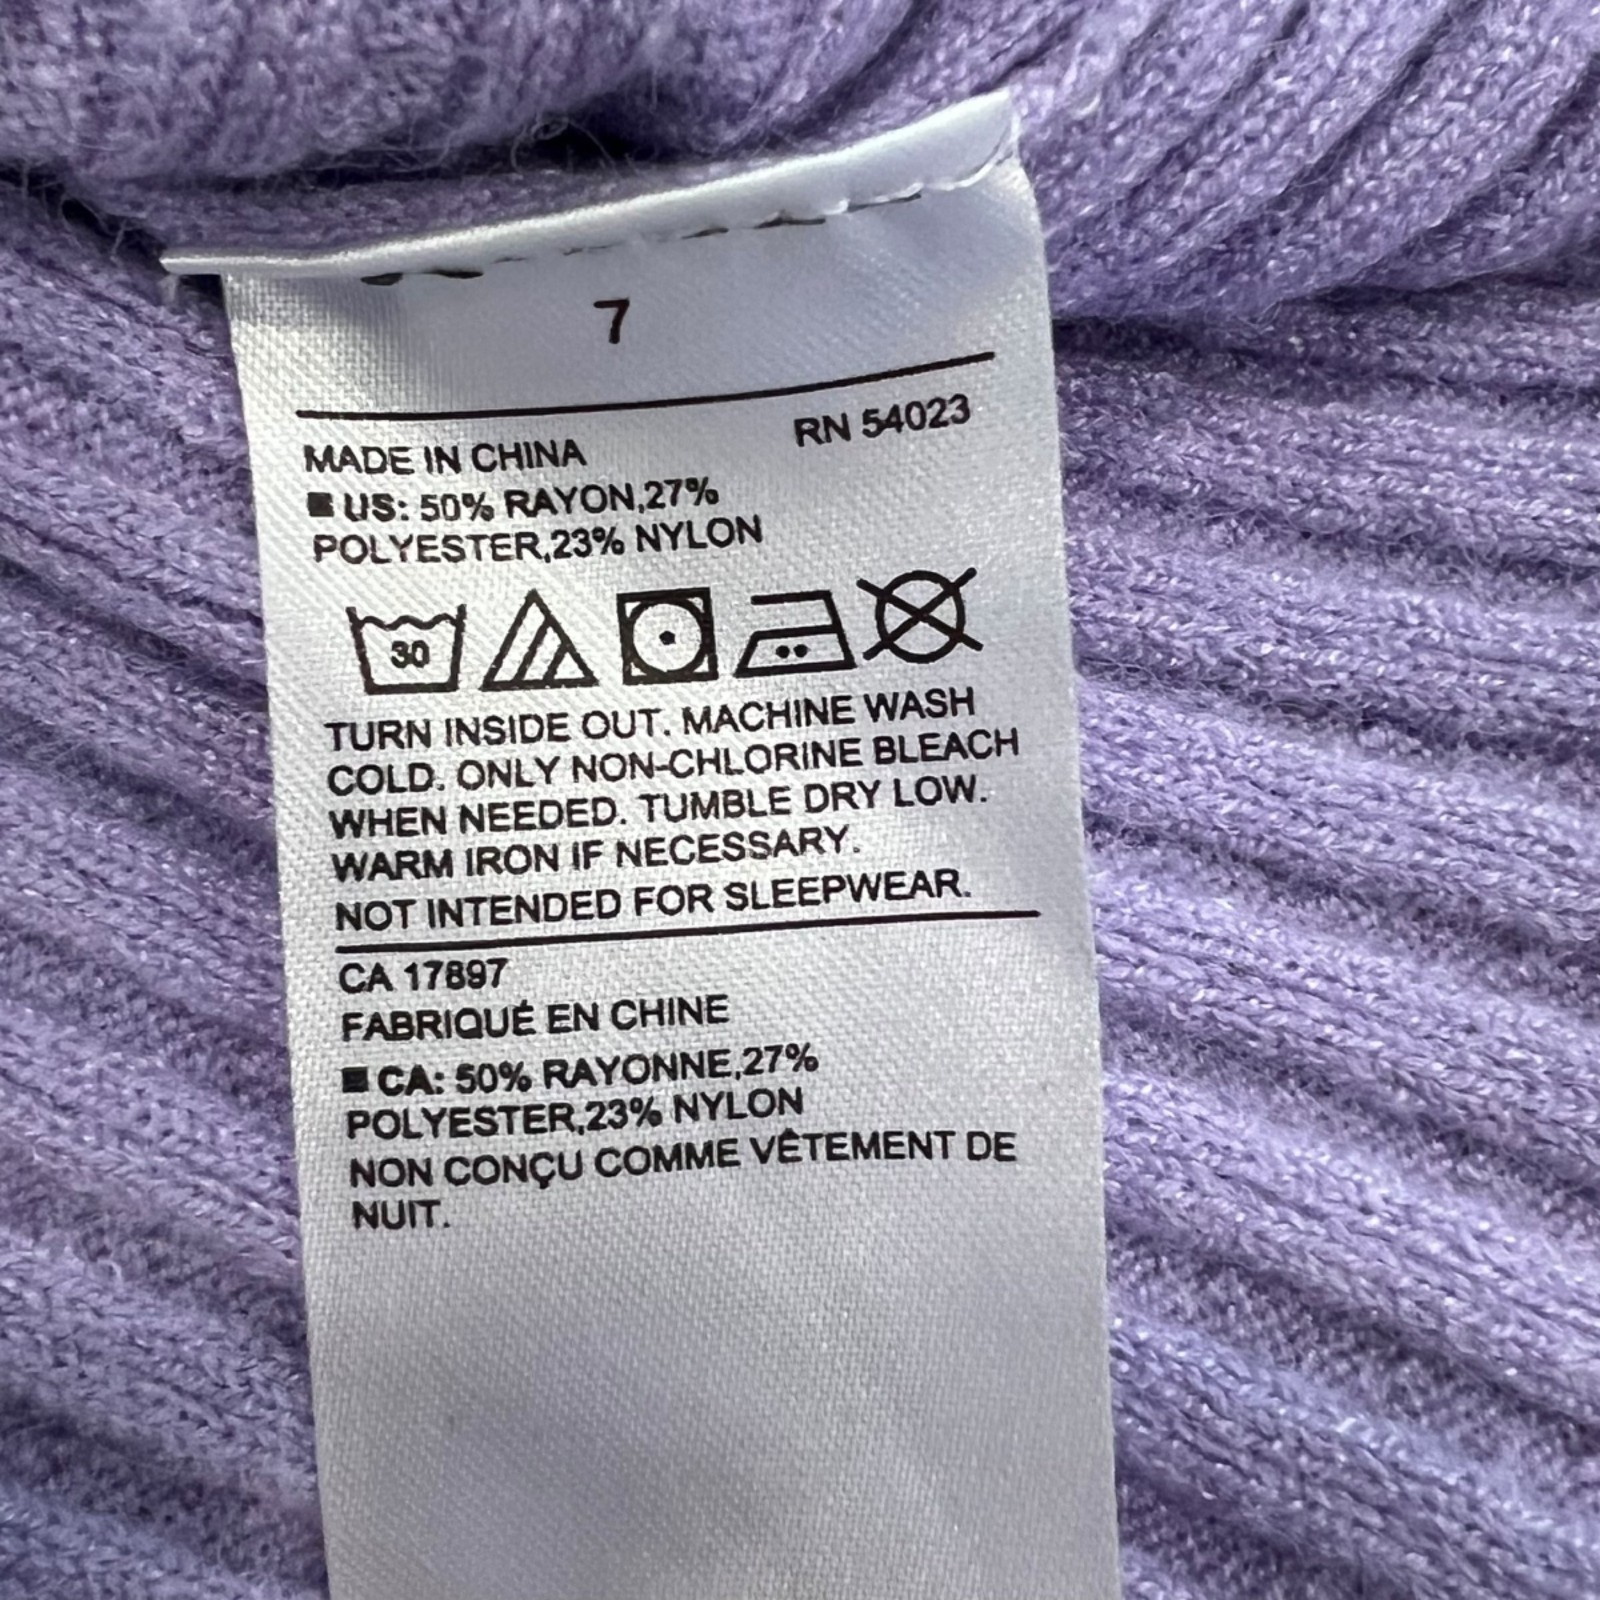 7
MADE IN CHINA RN 54023
US: 50% RAYON,27%
POLYESTER,23% NYLON
30
TURN INSIDE OUT. MACHINE WASH
COLD. ONLY NON-CHLORINE BLEACH
WHEN NEEDED. TUMBLE DRY LOW.
WARM IRON IF NECESSARY.
NOT INTENDED FOR SLEEPWEAR.
CA 17897
FABRIQUÉ EN CHINE
CA: 50% RAYONNE,27%
POLYESTER,23% NYLON
NON CONÇU COMME VÊTEMENT DE
NUIT.